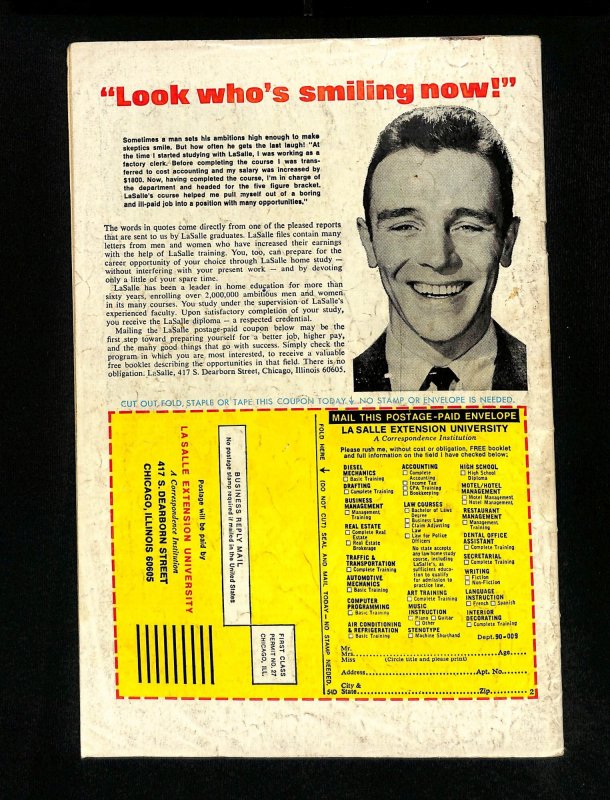 "Look who's smiling now!"
Sometimes a man sets his ambitions high enough to make
skeptics smile. But how often he gets the last laugh! "At
the time I started studying with LaSalle, I was working as a
factory clerk. Before completing the course I was trans-
ferred to cost accounting and my salary was increased by
$1800. Now, having completed the course, I'm in charge of
the department and headed for the five figure bracket.
LaSalle's course helped me pull myself out of a boring
and ill-paid job into a position with many opportunities."
The words in quotes come directly from one of the pleased reports
that are sent to us by LaSalle graduates. LaSalle files contain many
letters from men and women who have increased their earnings
with the help of LaSalle training. You, too, can prepare for the
career opportunity of your choice through LaSalle home study —
without interfering with your present work — and by devoting
only a little of your spare time.
LaSalle has been a leader in home education for more than
sixty years, enrolling over 2,000,000 ambitious men and women
in its many courses. You study under the supervision of LaSalle's
experienced faculty. Upon satisfactory completion of your study,
you receive the LaSalle diploma — a respected credential.
Mailing the LaSalle postage-paid coupon below may be the
first step toward preparing yourself for a better job, higher pay,
and the many good things that go with success. Simply check the
program in which you are most interested, to receive a valuable
free booklet describing the opportunities in that field. There is no
obligation. LaSalle, 417 S. Dearborn Street, Chicago, Illinois 60605.
CUT OUT, FOLD, STAPLE OR TAPE THIS COUPON TODAY ↓ NO STAMP OR ENVELOPE IS NEEDED.
BUSINESS REPLY MAIL
No postage stamp required if mailed in the United States
Postage will be paid by
LA SALLE EXTENSION UNIVERSITY
A Correspondence Institution
417 S. DEARBORN STREET
CHICAGO, ILLINOIS 60605
FIRST CLASS
PERMIT NO. 27
CHICAGO, ILL.
FOLD HERE ↓ (DO NOT CUT) SEAL AND MAIL TODAY—NO STAMP NEEDED.
510
MAIL THIS POSTAGE-PAID ENVELOPE
LA SALLE EXTENSION UNIVERSITY
A Correspondence Institution
Please rush me, without cost or obligation, FREE booklet
and full information on the field I have checked below:
DIESEL
MECHANICS
☐ Basic Training
DRAFTING
☐ Complete Training
BUSINESS
MANAGEMENT
☐ Management
Training
REAL ESTATE
☐ Complete Real
Estate
☐ Real Estate
Brokerage
TRAFFIC &
TRANSPORTATION
☐ Complete Training
AUTOMOTIVE
MECHANICS
☐ Basic Training
COMPUTER
PROGRAMMING
☐ Basic Training
AIR CONDITIONING
& REFRIGERATION
☐ Basic Training
ACCOUNTING
☐ Complete
Accounting
☐ Income Tax
☐ CPA Training
☐ Bookkeeping
LAW COURSES
☐ Bachelor of Laws
Degree
☐ Business Law
☐ Claim Adjusting
Law
☐ Law for Police
Officers
No state accepts
any law home study
course, including
LaSalle's, as
sufficient educa-
tion to qualify
for admission to
practice law.
ART TRAINING
☐ Complete Training
MUSIC
INSTRUCTION
☐ Piano ☐ Guitar
☐ Other
STENOTYPE
☐ Machine Shorthand
HIGH SCHOOL
☐ High School
Diploma
MOTEL/HOTEL
MANAGEMENT
☐ Motel Management
☐ Hotel Management
RESTAURANT
MANAGEMENT
☐ Management
Training
DENTAL OFFICE
ASSISTANT
☐ Complete Training
SECRETARIAL
☐ Complete Training
WRITING
☐ Fiction
☐ Non-Fiction
LANGUAGE
INSTRUCTION
☐ French ☐ Spanish
INTERIOR
DECORATING
☐ Complete Training
Dept. 90-009
Mr.
Mrs. Age
Miss (Circle title and please print)
Address Apt. No.
City &
State Zip 2